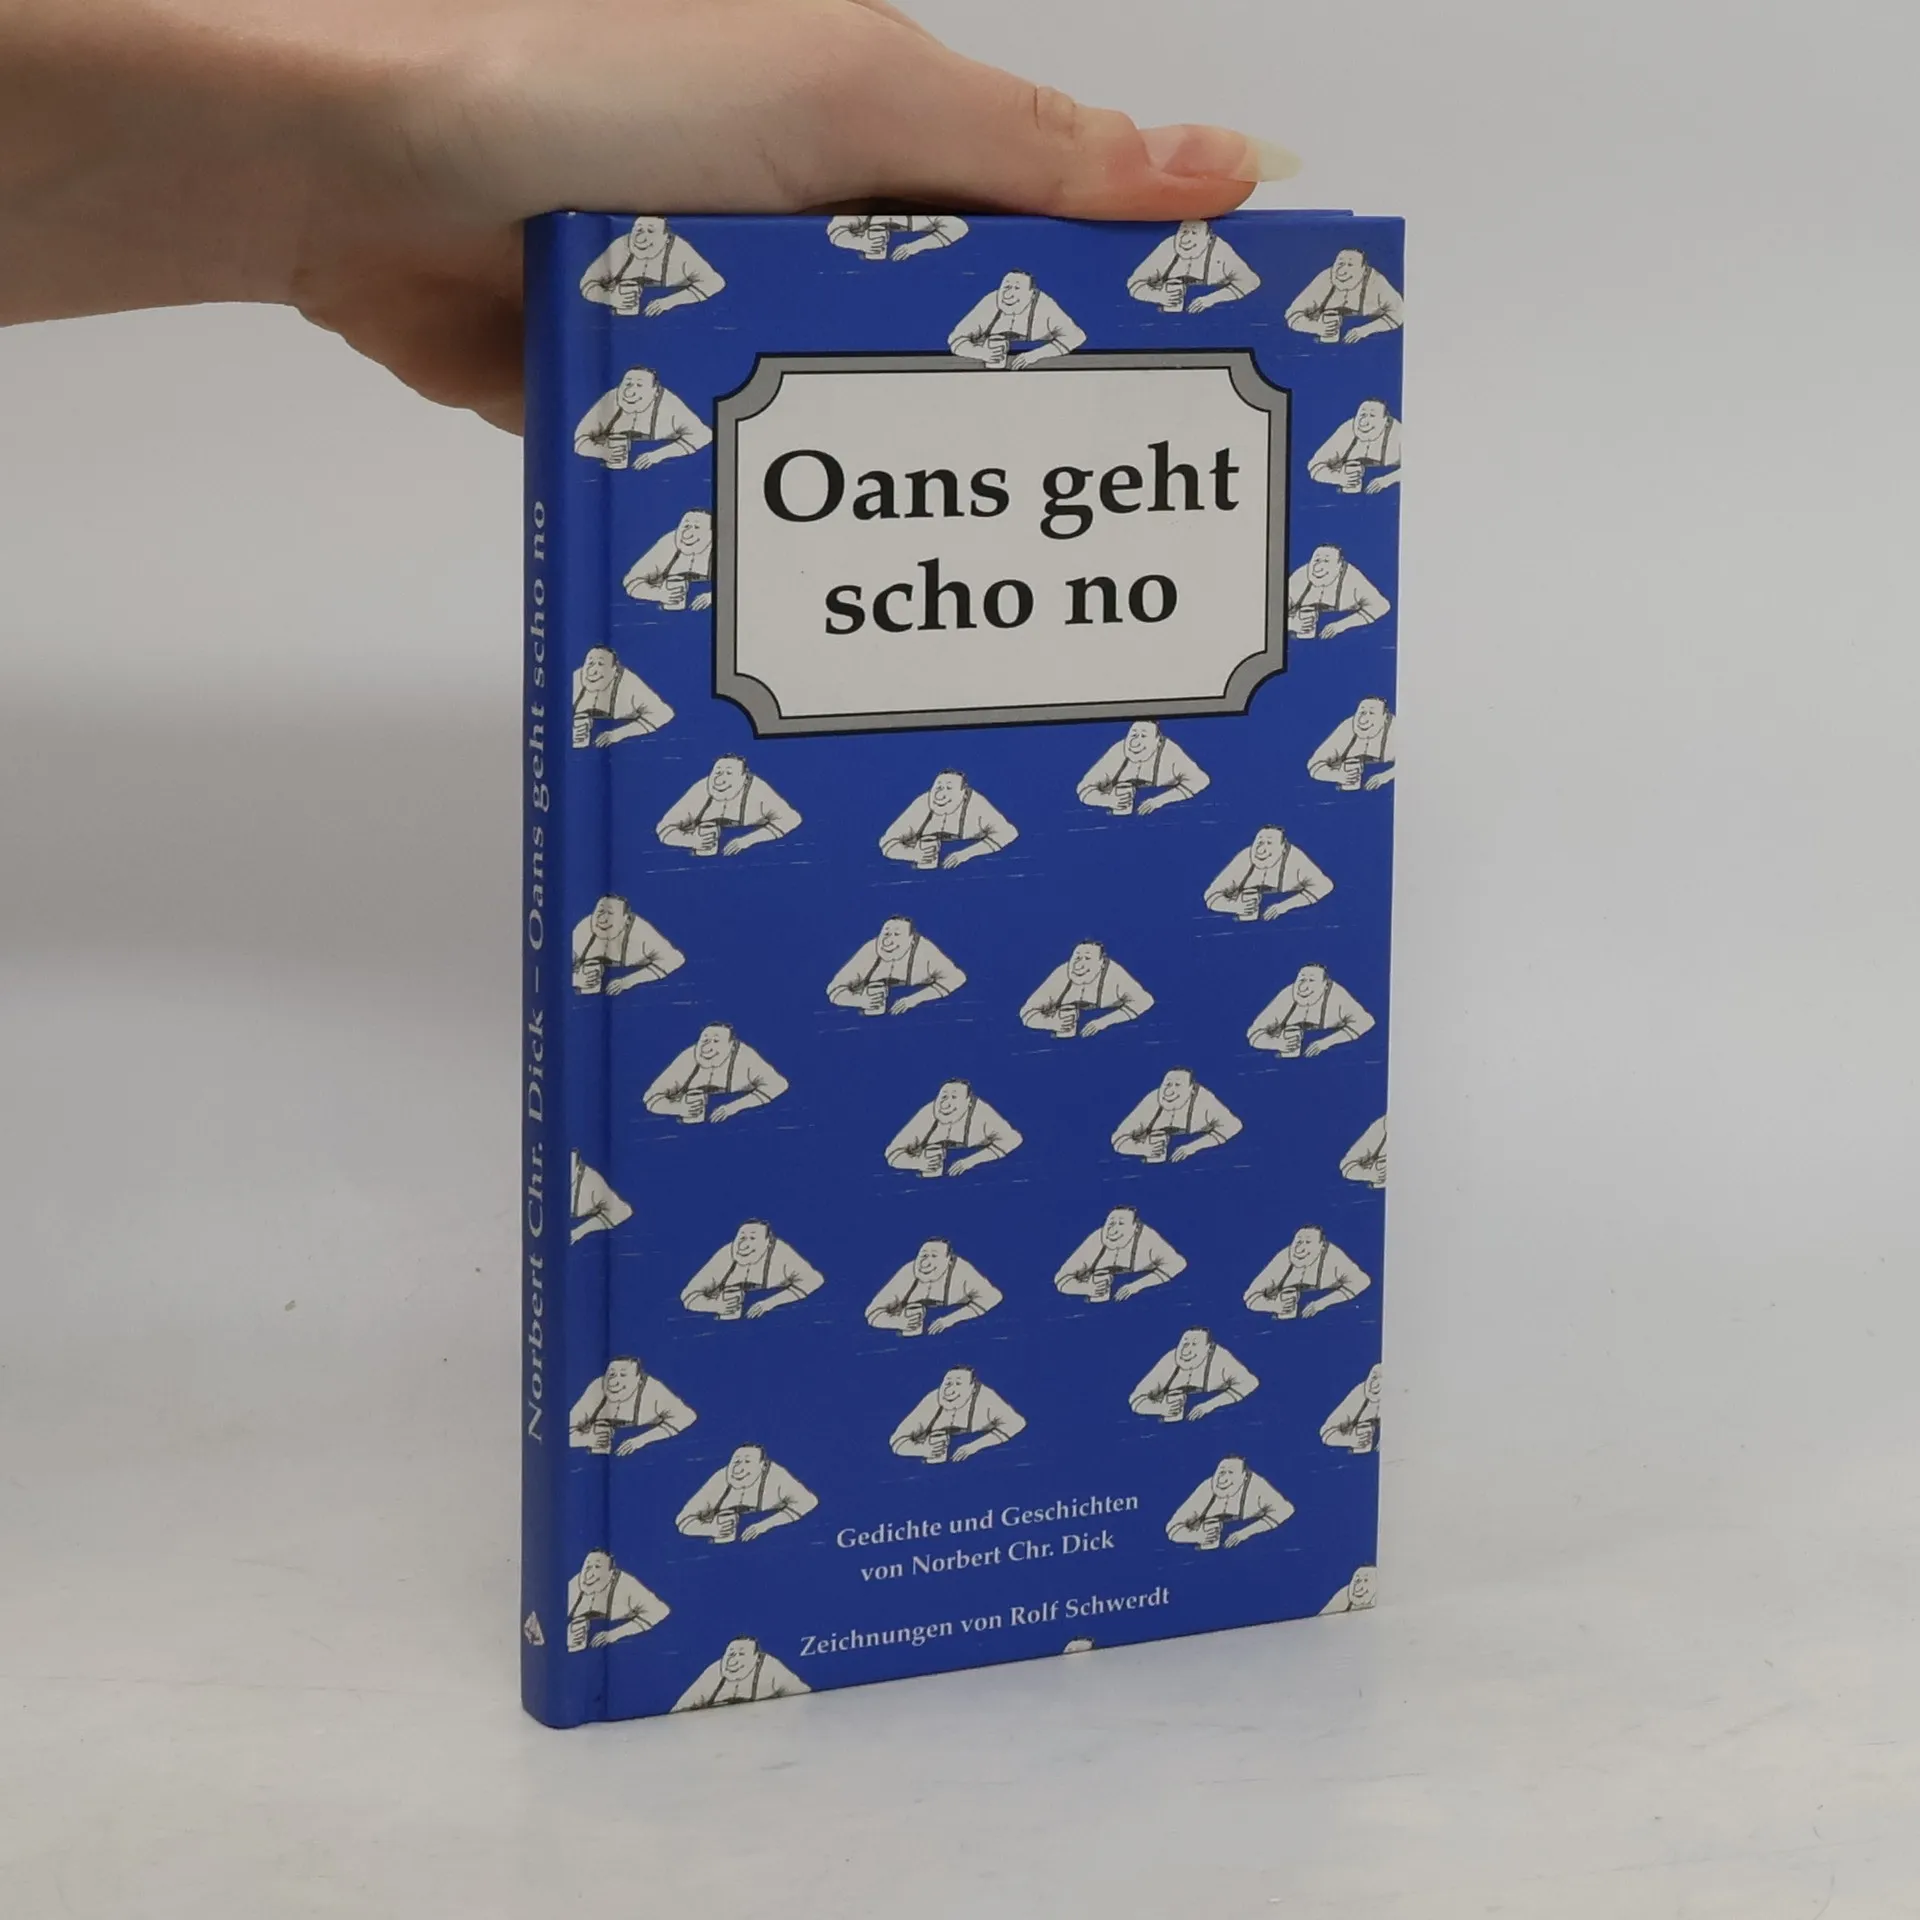 Oans geht
scho no
Gedichte und Geschichten
von Norbert Chr. Dick
Zeichnungen von Rolf Schwerdt
Norbert Chr. Dick – Oans geht scho no